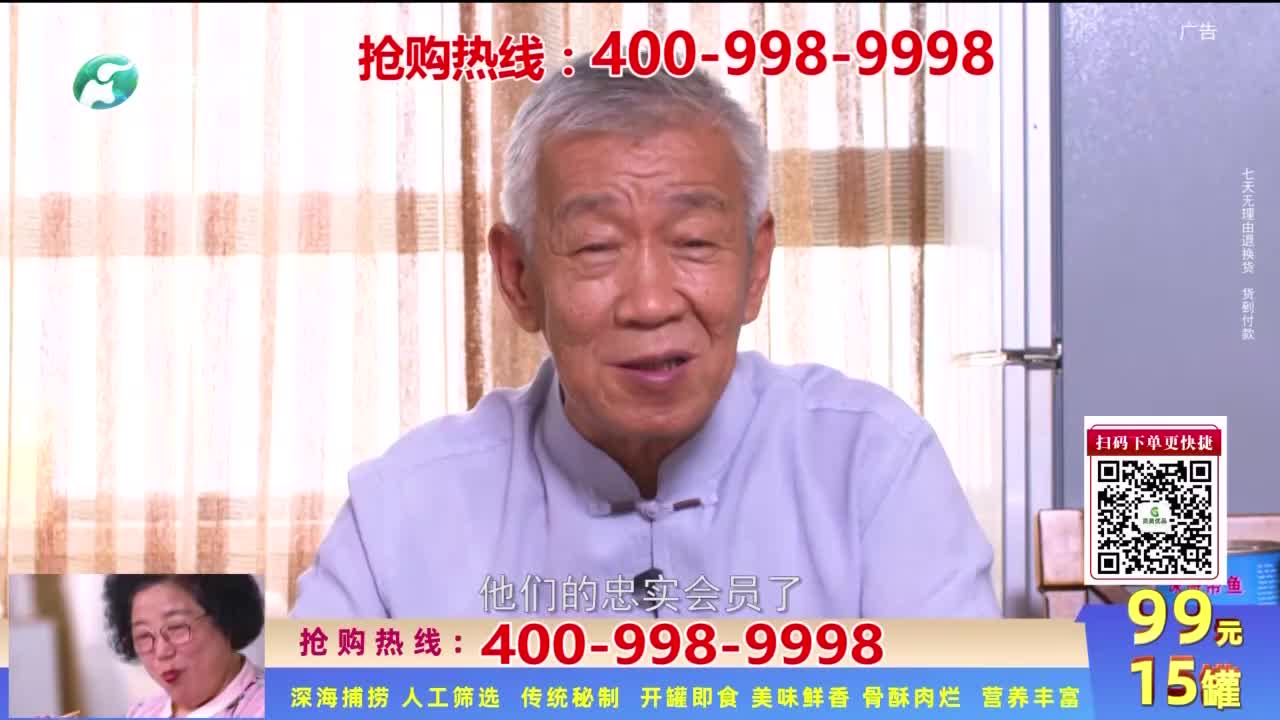 抢购热线：400-998-9998
广告
七天无理由退换货 货到付款
扫码下单更快捷
他们的忠实会员了
抢购热线：400-998-9998
99元
15罐
深海捕捞 人工筛选 传统秘制 开罐即食 美味鲜香 骨酥肉烂 营养丰富